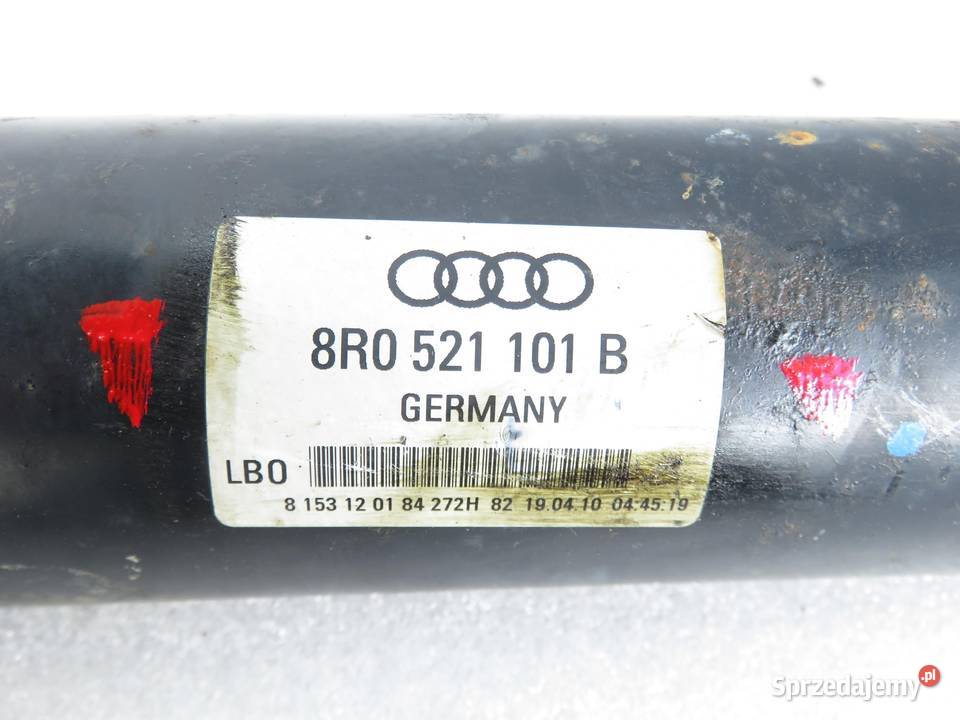 8R0 521 101 B
GERMANY
LBO
8 153 12 01 84 272H 82 19.04.10 04:45:19
Sprzedajemy.pl